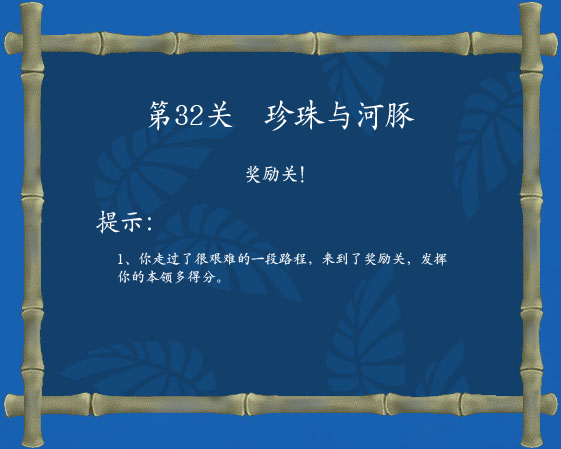 第32关 珍珠与河豚
奖励关!
提示:
1、你走过了很艰难的一段路程，来到了奖励关，发挥
你的本领多得分。